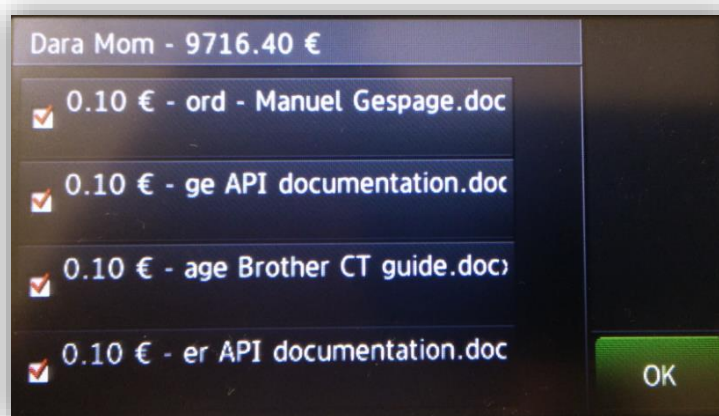 Dara Mom - 9716.40 €
0.10 € - ord - Manuel Gespage.doc
0.10 € - ge API documentation.doc
0.10 € - age Brother CT guide.docx
0.10 € - er API documentation.doc
OK